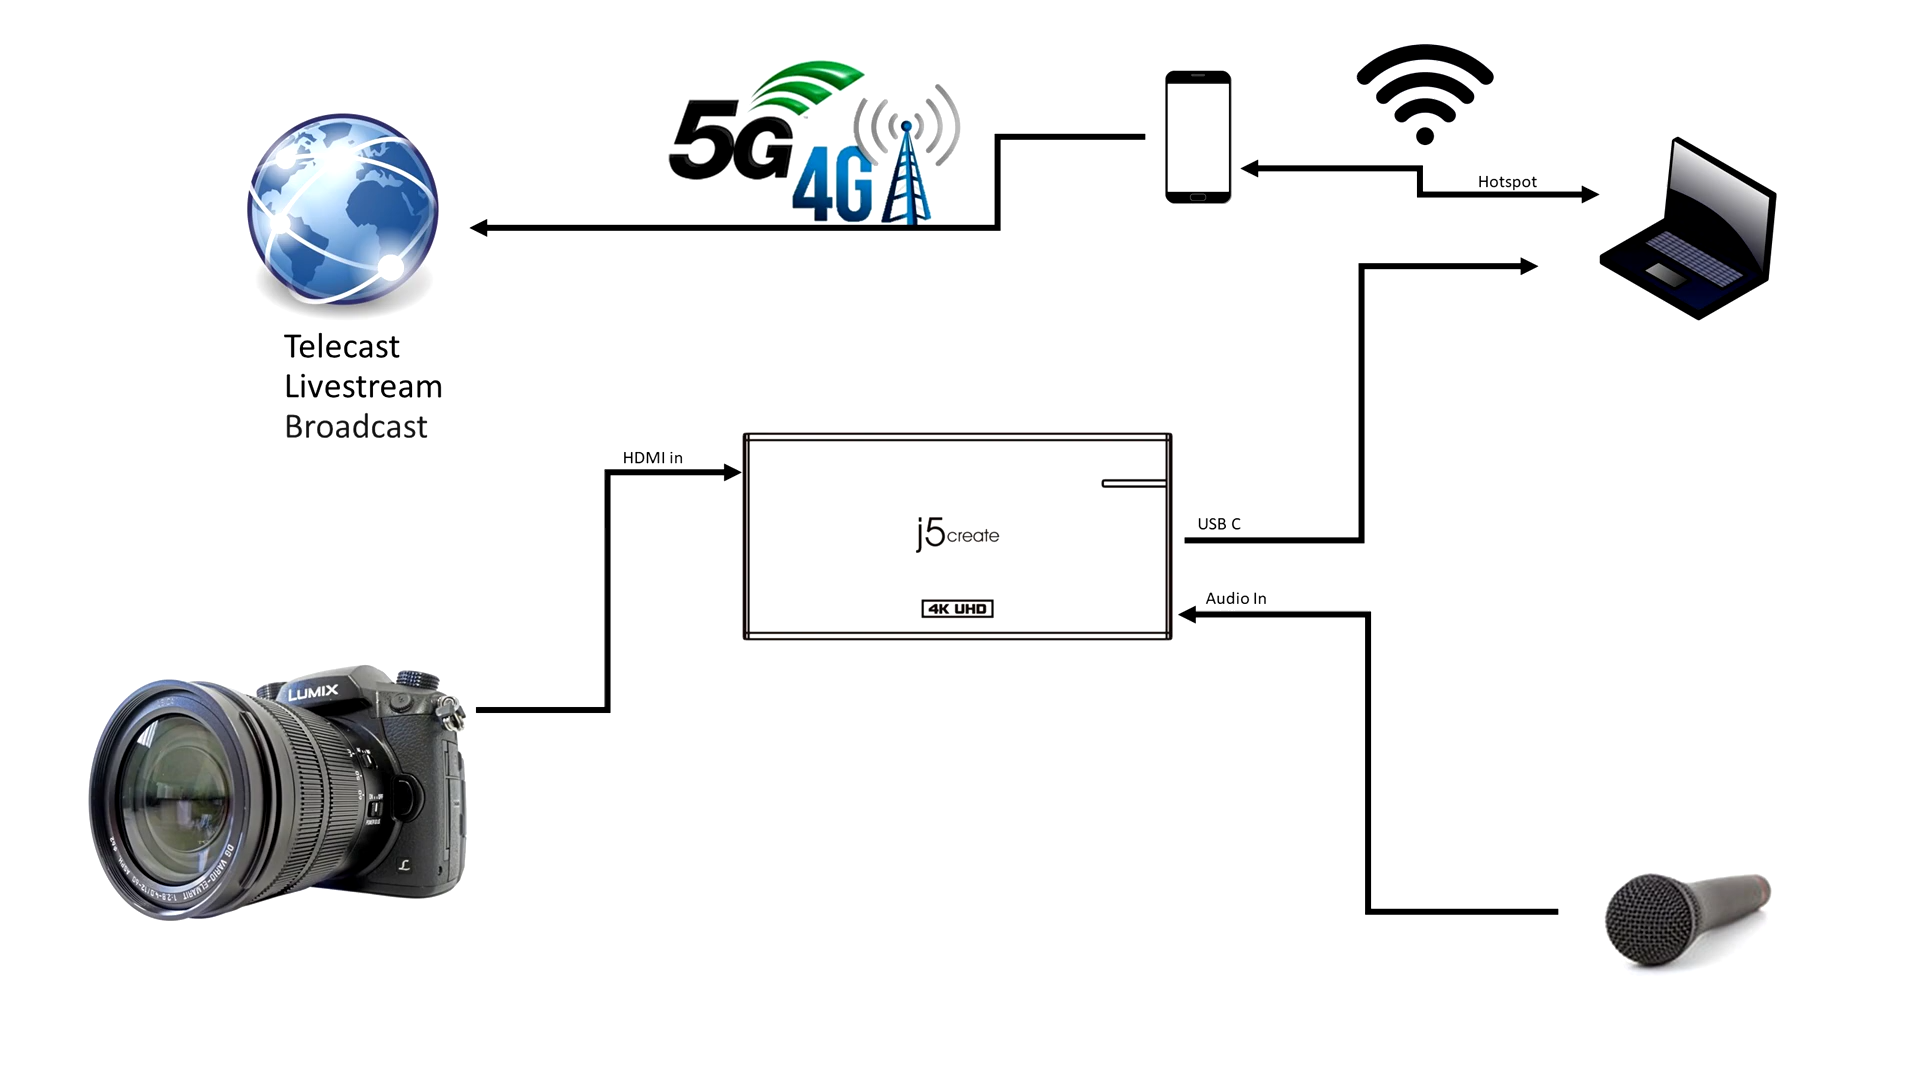 5G
4G
Hotspot
Telecast
Livestream
Broadcast
HDMI in
j5create
USB C
4K UHD
Audio In
LUMIX